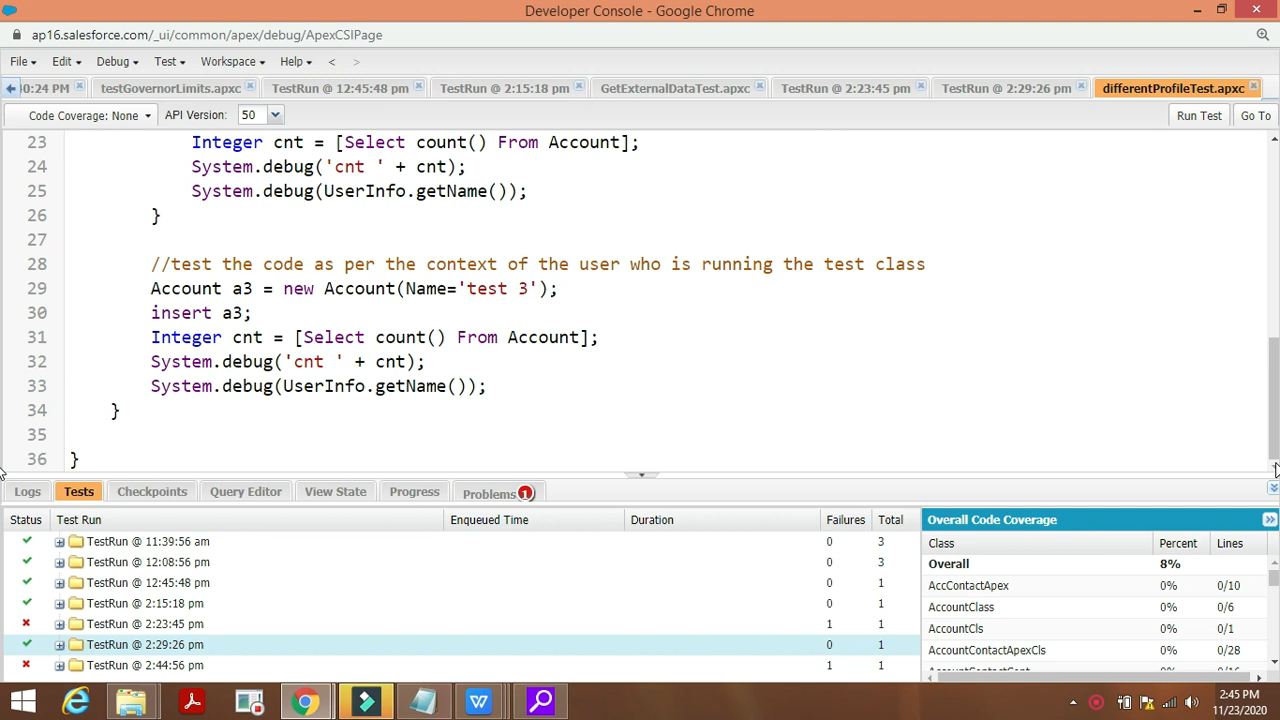 Developer Console - Google Chrome
ap16.salesforce.com/_ui/common/apex/debug/ApexCSIPage
File Edit Debug Test Workspace Help < >
0:24 PM testGovernorLimits.apxc TestRun @ 12:45:48 pm TestRun @ 2:15:18 pm GetExternalDataTest.apxc TestRun @ 2:23:45 pm TestRun @ 2:29:26 pm differentProfileTest.apxc
Code Coverage: None API Version: 50 Run Test Go To
23 Integer cnt = [Select count() From Account];
24 System.debug('cnt ' + cnt);
25 System.debug(UserInfo.getName());
26 }
27
28 //test the code as per the context of the user who is running the test class
29 Account a3 = new Account(Name='test 3');
30 insert a3;
31 Integer cnt = [Select count() From Account];
32 System.debug('cnt ' + cnt);
33 System.debug(UserInfo.getName());
34 }
35
36 }
Logs Tests Checkpoints Query Editor View State Progress Problems 1
Status Test Run Enqueued Time Duration Failures Total
TestRun @ 11:39:56 am 0 3
TestRun @ 12:08:56 pm 0 3
TestRun @ 12:45:48 pm 0 1
TestRun @ 2:15:18 pm 0 1
TestRun @ 2:23:45 pm 1 1
TestRun @ 2:29:26 pm 0 1
TestRun @ 2:44:56 pm 1 1
Overall Code Coverage
Class Percent Lines
Overall 8%
AccContactApex 0% 0/10
AccountClass 0% 0/6
AccountCls 0% 0/1
AccountContactApexCls 0% 0/28
2:45 PM
11/23/2020